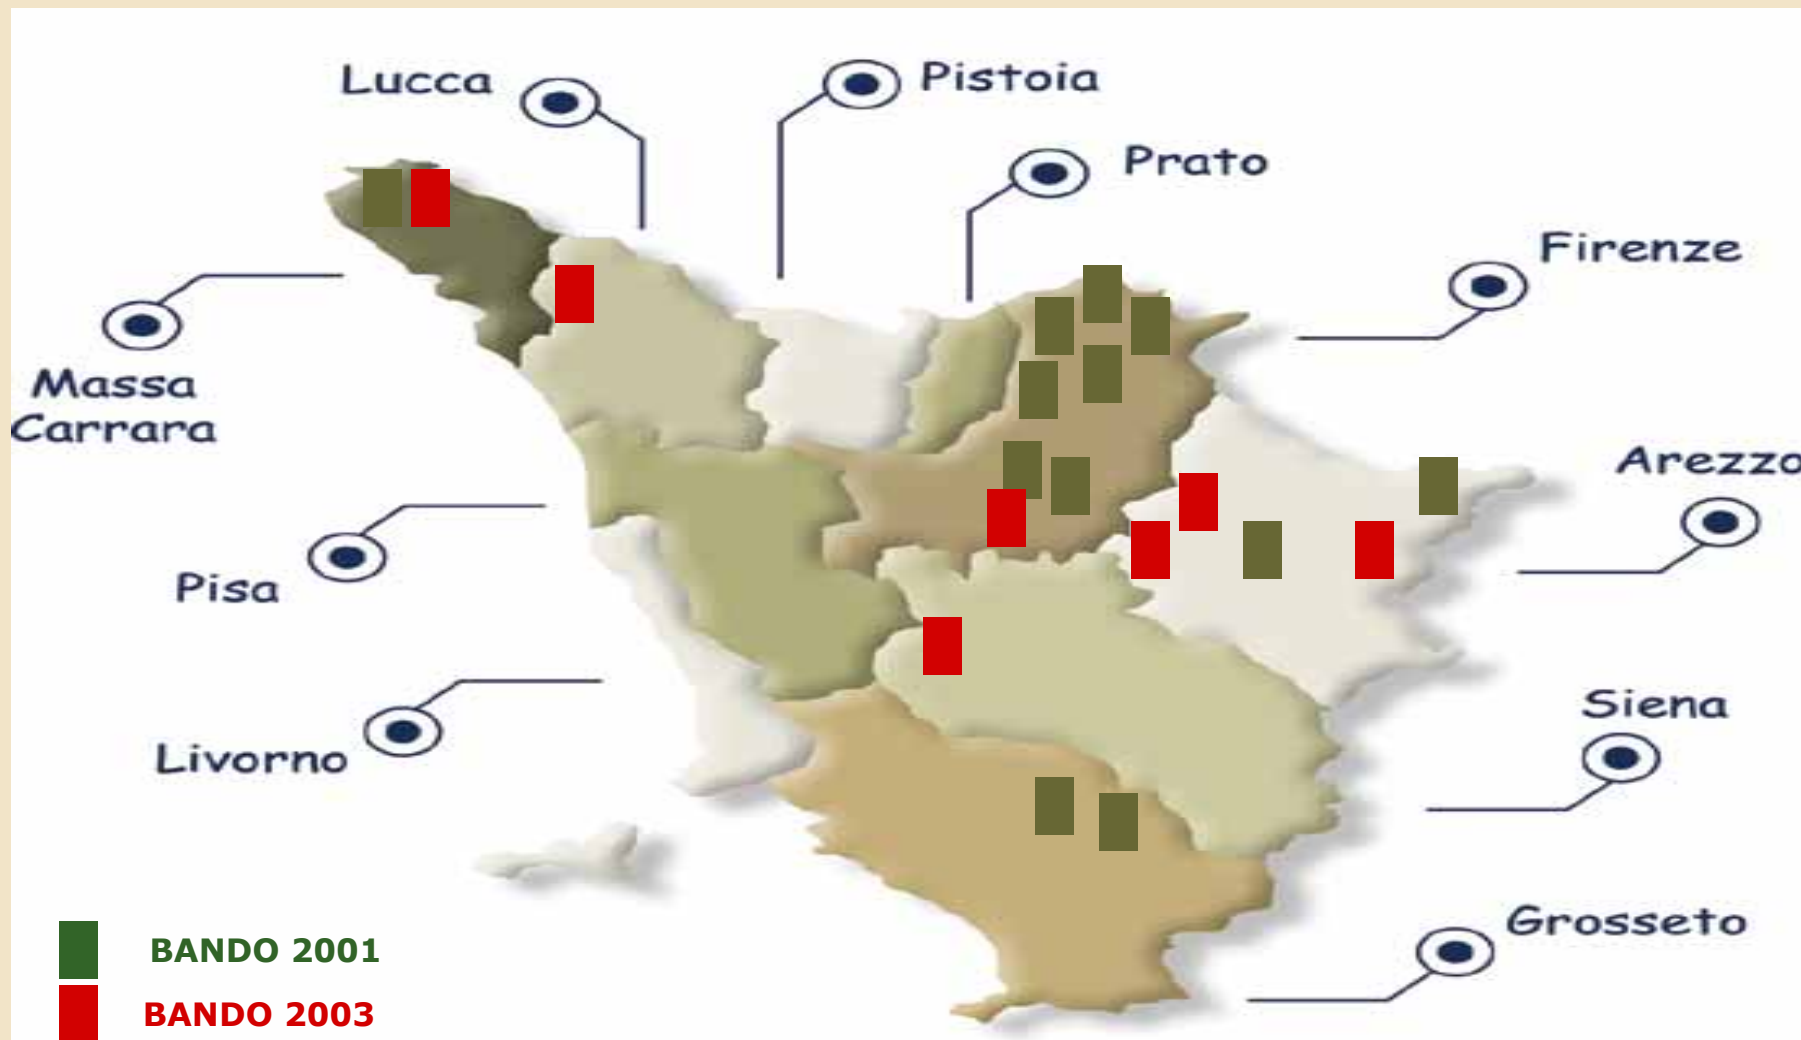 Lucca
Pistoia
Prato
Firenze
Massa
Carrara
Arezzo
Pisa
Siena
Livorno
Grosseto
BANDO 2001
BANDO 2003